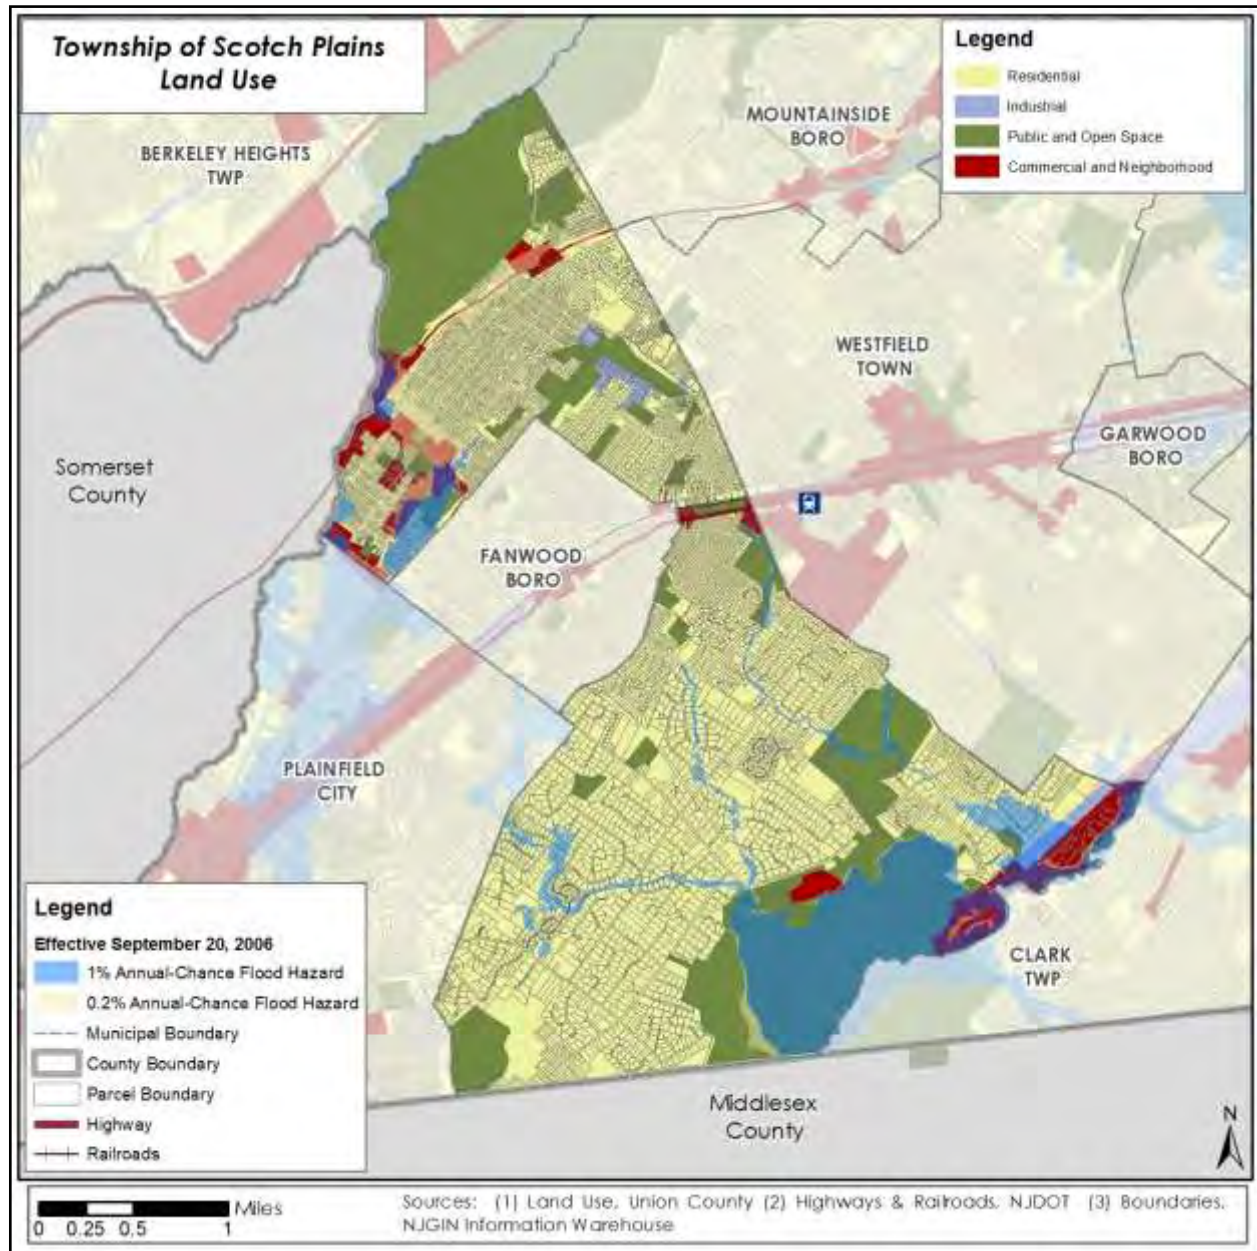 Township of Scotch Plains
Land Use
Legend
Residential
Industrial
Public and Open Space
Commercial and Neighborhood
MOUNTAINSIDE
BORO
BERKELEY HEIGHTS
TWP
WESTFIELD
TOWN
GARWOOD
BORO
Somerset
County
FANWOOD
BORO
PLAINFIELD
CITY
CLARK
TWP
Middlesex
County
N
Legend
Effective September 20, 2006
1% Annual-Chance Flood Hazard
0.2% Annual-Chance Flood Hazard
Municipal Boundary
County Boundary
Parcel Boundary
Highway
Railroads
Miles
0 0.25 0.5 1
Sources: (1) Land Use, Union County (2) Highways & Railroads, NJDOT (3) Boundaries,
NJGIN Information Warehouse